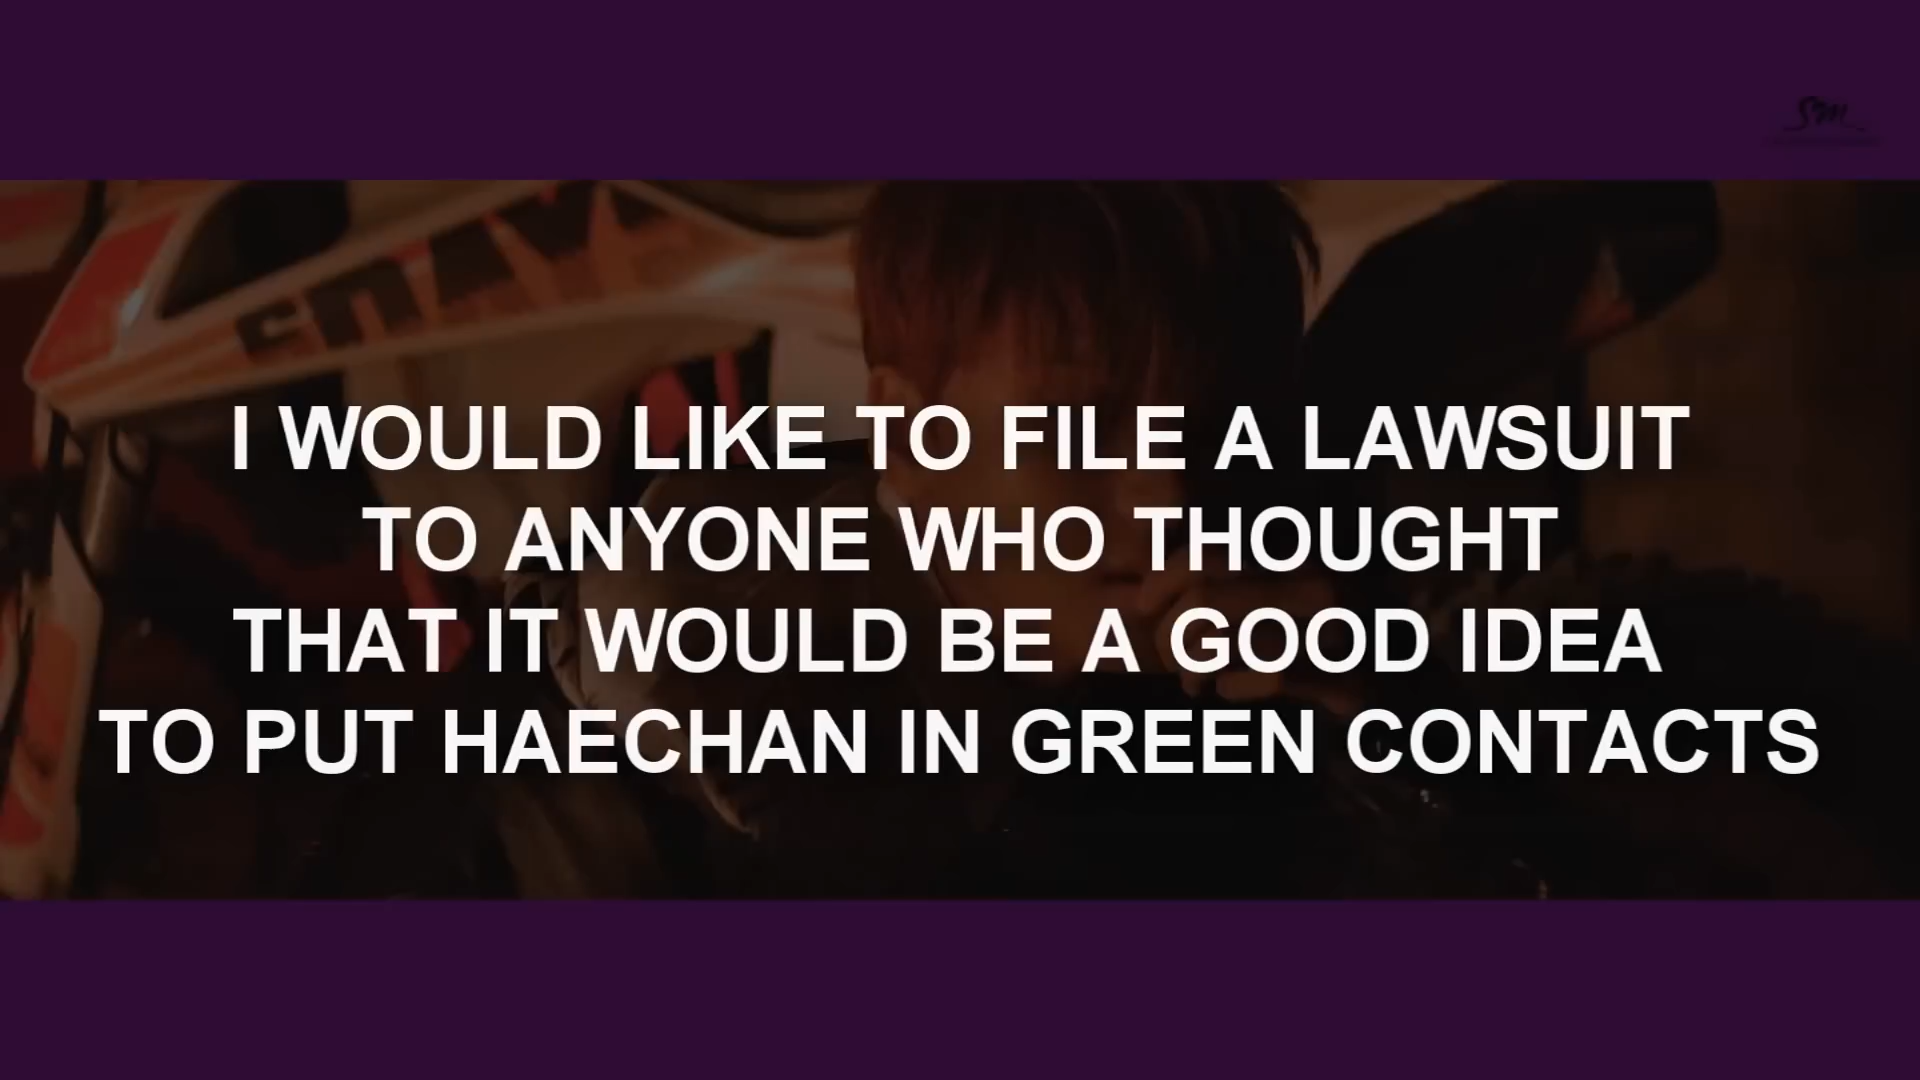 I WOULD LIKE TO FILE A LAWSUIT
TO ANYONE WHO THOUGHT
THAT IT WOULD BE A GOOD IDEA
TO PUT HAECHAN IN GREEN CONTACTS